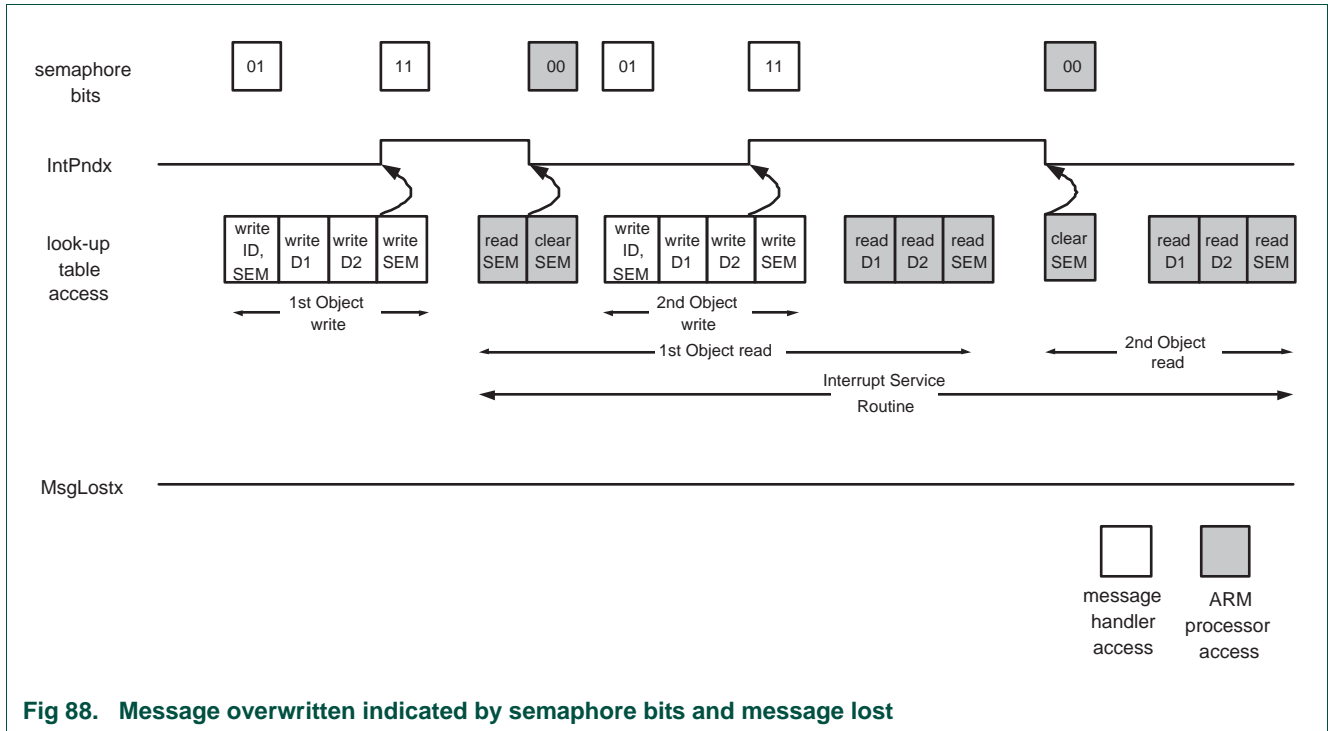 semaphore
bits
01
11
00
01
11
00
IntPndx
look-up
table
access
write
ID,
SEM
write
D1
write
D2
write
SEM
read
SEM
clear
SEM
write
ID,
SEM
write
D1
write
D2
write
SEM
read
D1
read
D2
read
SEM
clear
SEM
read
D1
read
D2
read
SEM
1st Object
write
2nd Object
write
1st Object read
2nd Object
read
Interrupt Service
Routine
MsgLostx
message
handler
access
ARM
processor
access
Fig 88. Message overwritten indicated by semaphore bits and message lost